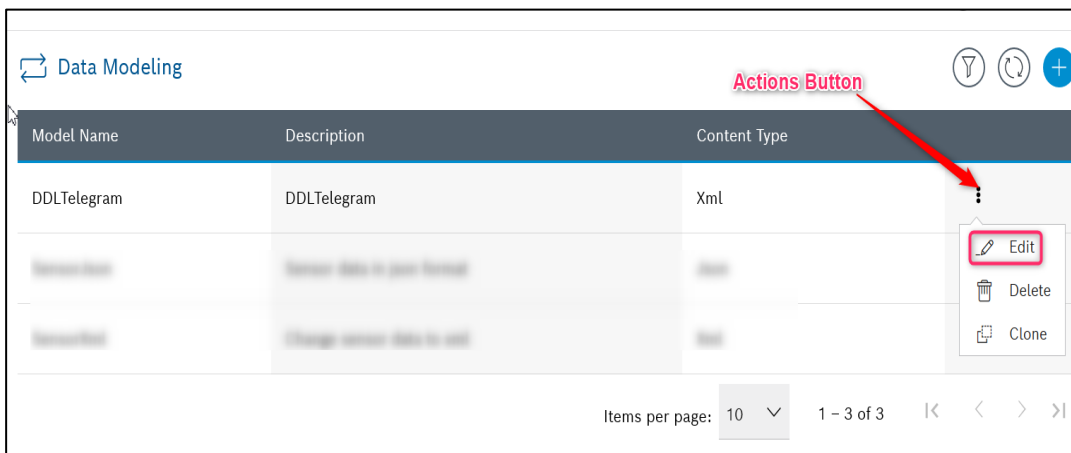 Data Modeling
Actions Button
Model Name Description Content Type
DDLTelegram DDLTelegram Xml
Edit
Delete
Clone
Items per page: 10 1 – 3 of 3